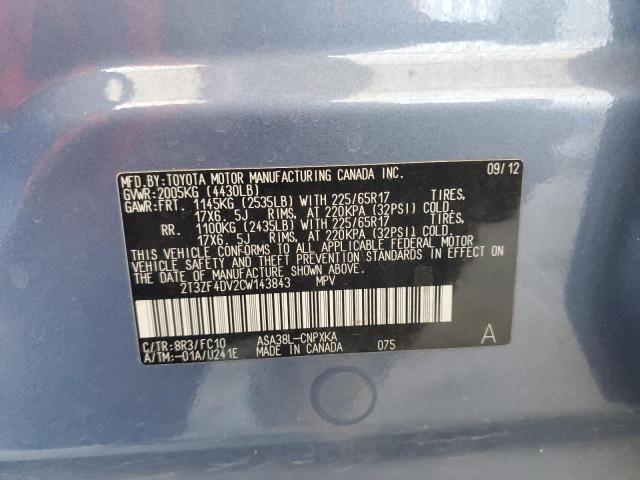 MFD.BY:TOYOTA MOTOR MANUFACTURING CANADA INC. 09/12
GVWR:2005KG (4430LB)
GAWR:FRT. 1145KG (2535LB) WITH 225/65R17 TIRES,
17X6.5J RIMS, AT 220KPA (32PSI) COLD.
RR. 1100KG (2435LB) WITH 225/65R17 TIRES,
17X6.5J RIMS, AT 220KPA (32PSI) COLD.
THIS VEHICLE CONFORMS TO ALL APPLICABLE FEDERAL MOTOR
VEHICLE SAFETY AND THEFT PREVENTION STANDARDS IN EFFECT ON
THE DATE OF MANUFACTURE SHOWN ABOVE.
2T3ZF4DV2CW143843 MPV
C/TR:8R3/FC10 ASA38L-CNPXKA A
A/TM:-01A/U241E MADE IN CANADA 075